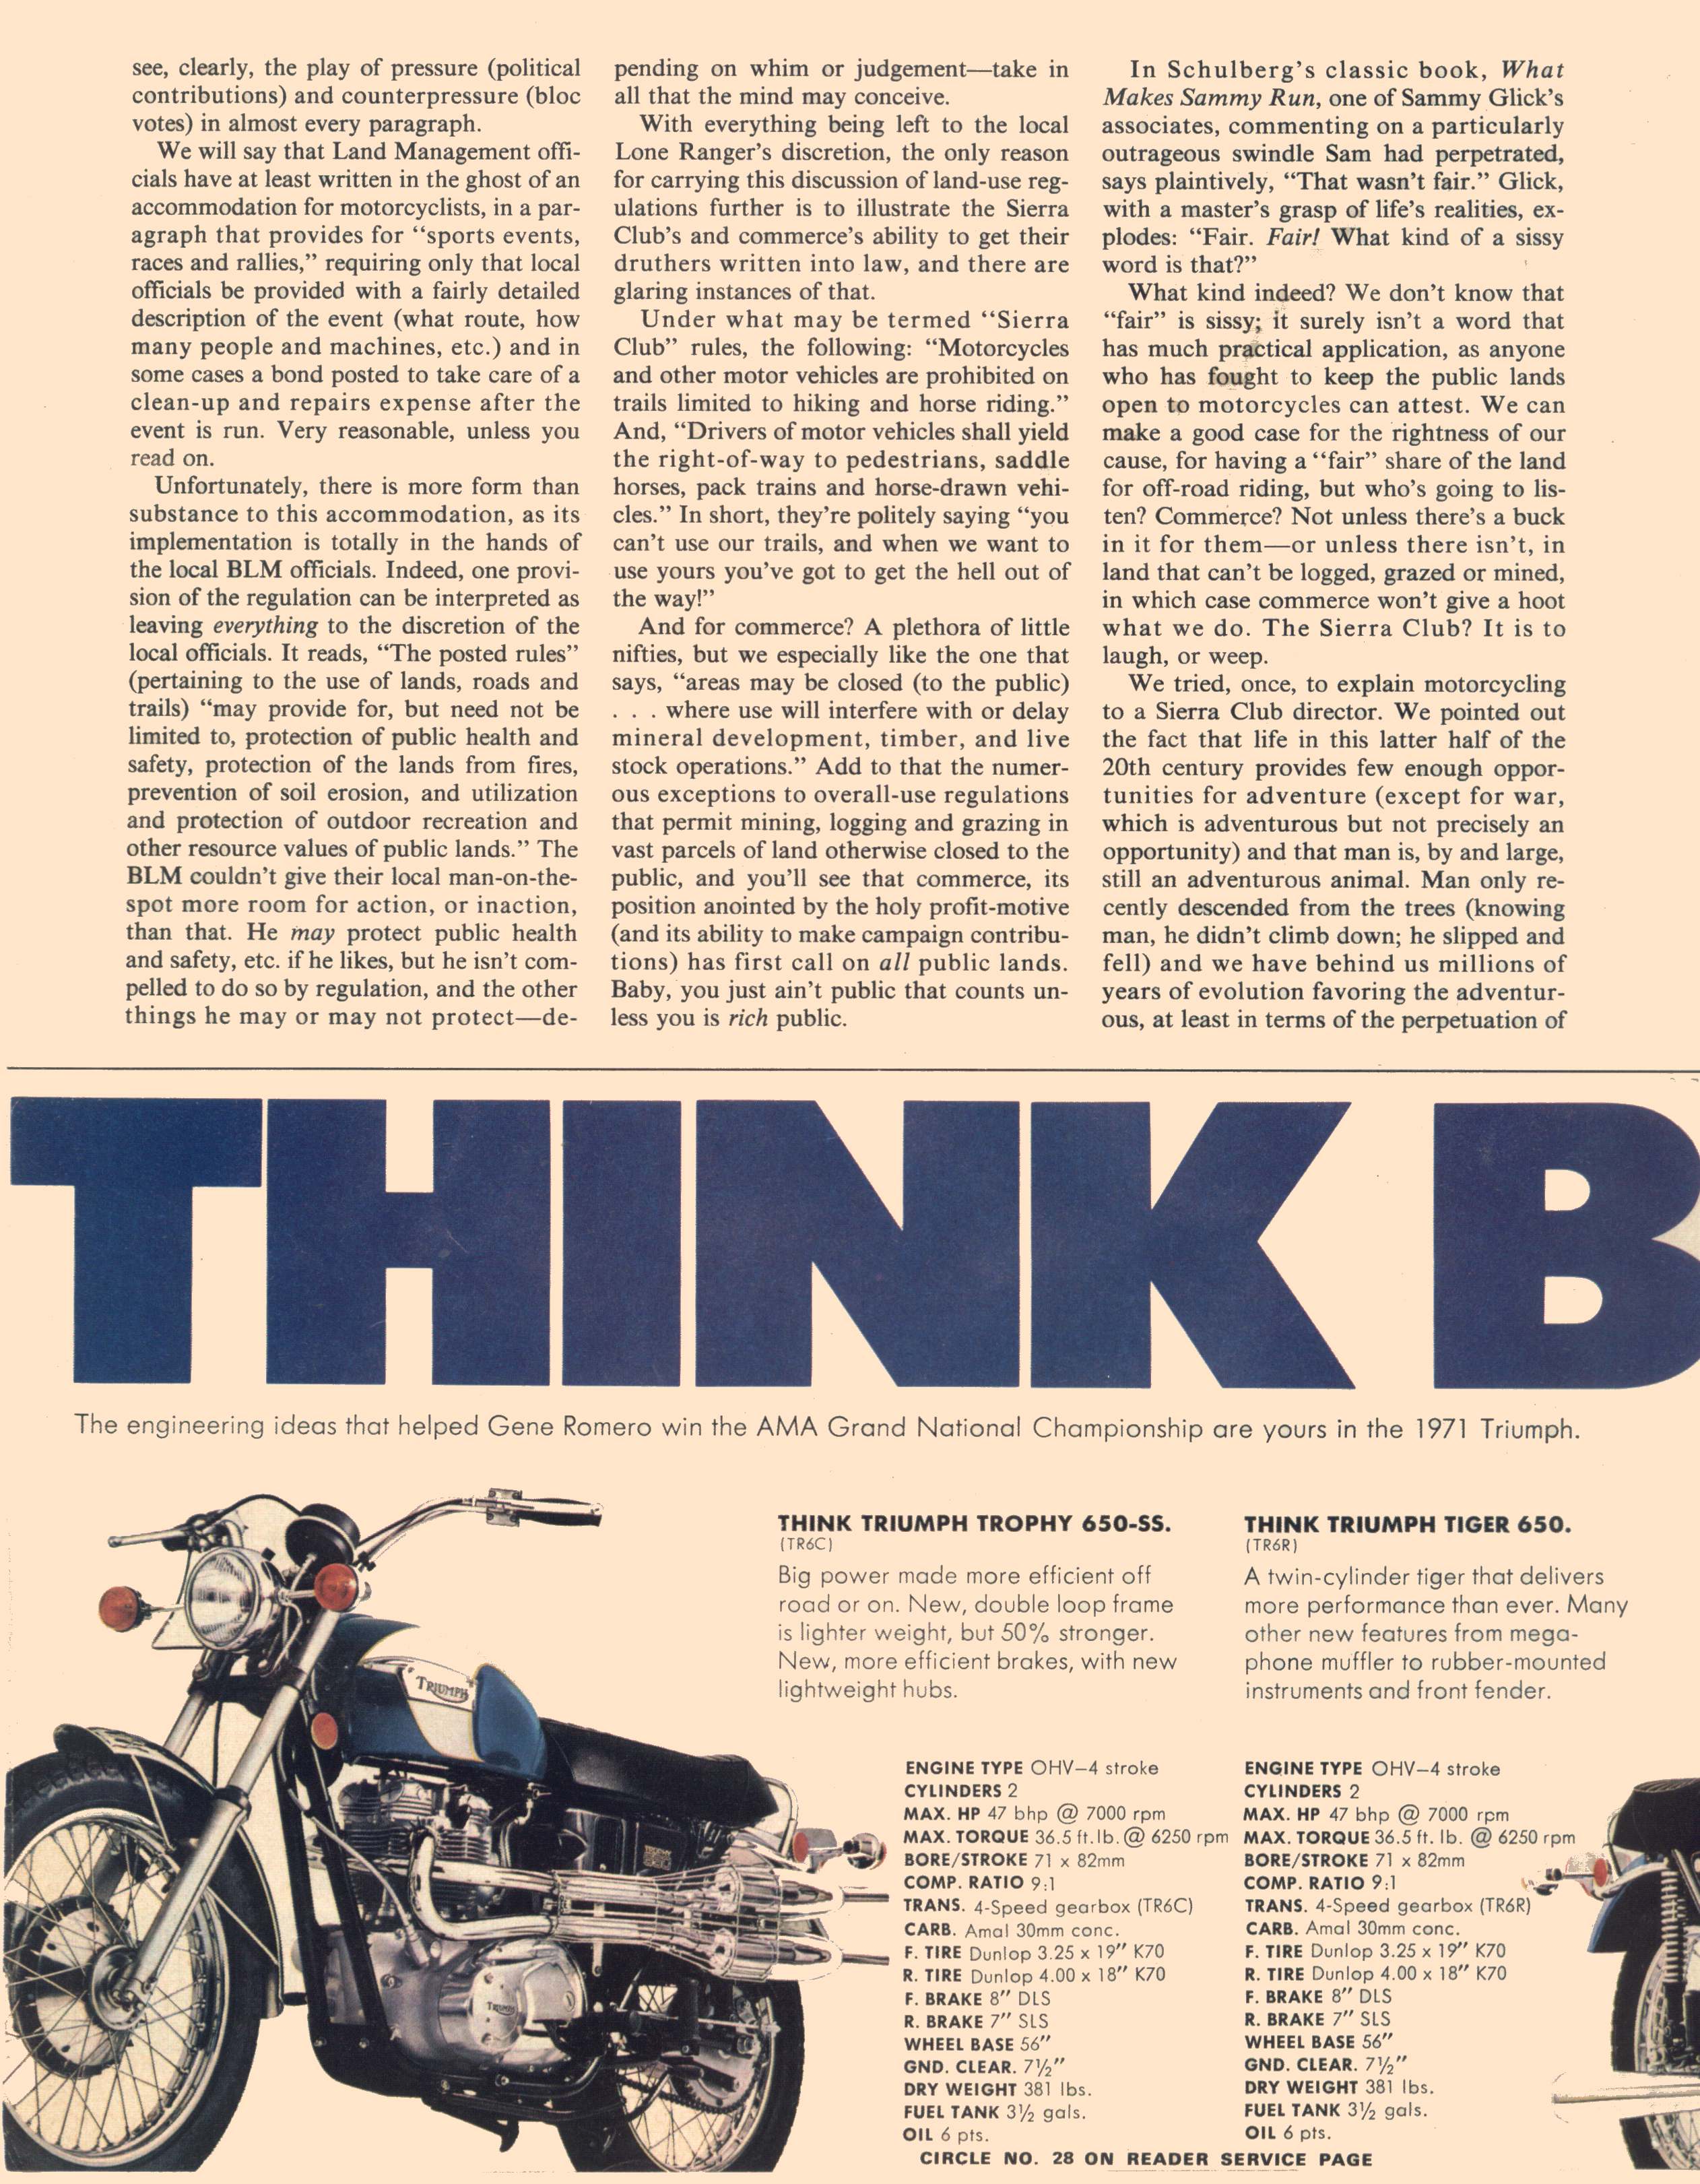 see, clearly, the play of pressure (political
contributions) and counterpressure (bloc
votes) in almost every paragraph.
We will say that Land Management offi-
cials have at least written in the ghost of an
accommodation for motorcyclists, in a par-
agraph that provides for “sports events,
races and rallies,” requiring only that local
officials be provided with a fairly detailed
description of the event (what route, how
many people and machines, etc.) and in
some cases a bond posted to take care of a
clean-up and repairs expense after the
event is run. Very reasonable, unless you
read on.
Unfortunately, there is more form than
substance to this accommodation, as its
implementation is totally in the hands of
the local BLM officials. Indeed, one provi-
sion of the regulation can be interpreted as
leaving everything to the discretion of the
local officials. It reads, “The posted rules”
(pertaining to the use of lands, roads and
trails) “may provide for, but need not be
limited to, protection of public health and
safety, protection of the lands from fires,
prevention of soil erosion, and utilization
and protection of outdoor recreation and
other resource values of public lands.” The
BLM couldn’t give their local man-on-the-
spot more room for action, or inaction,
than that. He may protect public health
and safety, etc. if he likes, but he isn’t com-
pelled to do so by regulation, and the other
things he may or may not protect—de-
pending on whim or judgement—take in
all that the mind may conceive.
With everything being left to the local
Lone Ranger’s discretion, the only reason
for carrying this discussion of land-use reg-
ulations further is to illustrate the Sierra
Club’s and commerce’s ability to get their
druthers written into law, and there are
glaring instances of that.
Under what may be termed “Sierra
Club” rules, the following: “Motorcycles
and other motor vehicles are prohibited on
trails limited to hiking and horse riding.”
And, “Drivers of motor vehicles shall yield
the right-of-way to pedestrians, saddle
horses, pack trains and horse-drawn vehi-
cles.” In short, they’re politely saying “you
can’t use our trails, and when we want to
use yours you’ve got to get the hell out of
the way!”
And for commerce? A plethora of little
nifties, but we especially like the one that
says, “areas may be closed (to the public)
. . . where use will interfere with or delay
mineral development, timber, and live
stock operations.” Add to that the numer-
ous exceptions to overall-use regulations
that permit mining, logging and grazing in
vast parcels of land otherwise closed to the
public, and you’ll see that commerce, its
position anointed by the holy profit-motive
(and its ability to make campaign contribu-
tions) has first call on all public lands.
Baby, you just ain’t public that counts un-
less you is rich public.
In Schulberg’s classic book, What
Makes Sammy Run, one of Sammy Glick’s
associates, commenting on a particularly
outrageous swindle Sam had perpetrated,
says plaintively, “That wasn’t fair.” Glick,
with a master’s grasp of life’s realities, ex-
plodes: “Fair. Fair! What kind of a sissy
word is that?”
What kind indeed? We don’t know that
“fair” is sissy; it surely isn’t a word that
has much practical application, as anyone
who has fought to keep the public lands
open to motorcycles can attest. We can
make a good case for the rightness of our
cause, for having a “fair” share of the land
for off-road riding, but who’s going to lis-
ten? Commerce? Not unless there’s a buck
in it for them—or unless there isn’t, in
land that can’t be logged, grazed or mined,
in which case commerce won’t give a hoot
what we do. The Sierra Club? It is to
laugh, or weep.
We tried, once, to explain motorcycling
to a Sierra Club director. We pointed out
the fact that life in this latter half of the
20th century provides few enough oppor-
tunities for adventure (except for war,
which is adventurous but not precisely an
opportunity) and that man is, by and large,
still an adventurous animal. Man only re-
cently descended from the trees (knowing
man, he didn’t climb down; he slipped and
fell) and we have behind us millions of
years of evolution favoring the adventur-
ous, at least in terms of the perpetuation of
THINK B
The engineering ideas that helped Gene Romero win the AMA Grand National Championship are yours in the 1971 Triumph.
TRIUMPH
TRIUMPH
THINK TRIUMPH TROPHY 650-SS.
(TR6C)
Big power made more efficient off
road or on. New, double loop frame
is lighter weight, but 50% stronger.
New, more efficient brakes, with new
lightweight hubs.
ENGINE TYPE OHV–4 stroke
CYLINDERS 2
MAX. HP 47 bhp @ 7000 rpm
MAX. TORQUE 36.5 ft. lb. @ 6250 rpm
BORE/STROKE 71 x 82mm
COMP. RATIO 9:1
TRANS. 4-Speed gearbox (TR6C)
CARB. Amal 30mm conc.
F. TIRE Dunlop 3.25 x 19″ K70
R. TIRE Dunlop 4.00 x 18″ K70
F. BRAKE 8″ DLS
R. BRAKE 7″ SLS
WHEEL BASE 56″
GND. CLEAR. 7½″
DRY WEIGHT 381 lbs.
FUEL TANK 3½ gals.
OIL 6 pts.
THINK TRIUMPH TIGER 650.
(TR6R)
A twin-cylinder tiger that delivers
more performance than ever. Many
other new features from mega-
phone muffler to rubber-mounted
instruments and front fender.
ENGINE TYPE OHV–4 stroke
CYLINDERS 2
MAX. HP 47 bhp @ 7000 rpm
MAX. TORQUE 36.5 ft. lb. @ 6250 rpm
BORE/STROKE 71 x 82mm
COMP. RATIO 9:1
TRANS. 4-Speed gearbox (TR6R)
CARB. Amal 30mm conc.
F. TIRE Dunlop 3.25 x 19″ K70
R. TIRE Dunlop 4.00 x 18″ K70
F. BRAKE 8″ DLS
R. BRAKE 7″ SLS
WHEEL BASE 56″
GND. CLEAR. 7½″
DRY WEIGHT 381 lbs.
FUEL TANK 3½ gals.
OIL 6 pts.
CIRCLE NO. 28 ON READER SERVICE PAGE